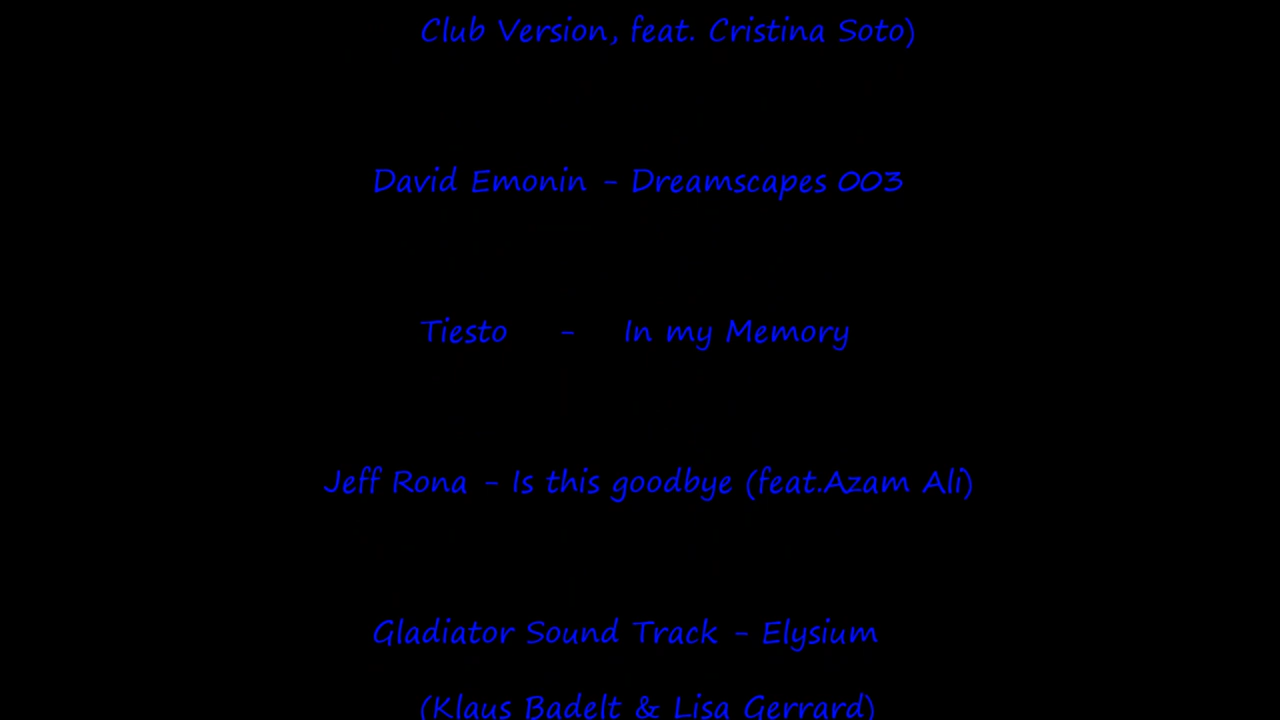 Club Version, feat. Cristina Soto)
David Emonin - Dreamscapes 003
Tiesto - In my Memory
Jeff Rona - Is this goodbye (feat.Azam Ali)
Gladiator Sound Track - Elysium
(Klaus Badelt & Lisa Gerrard)